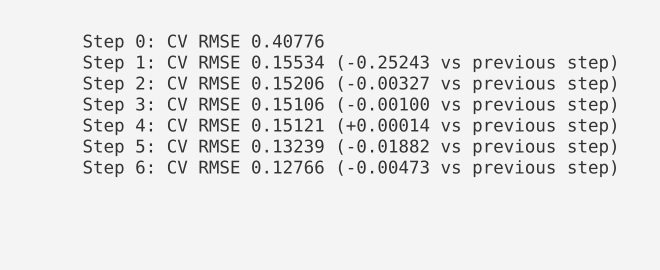 Step 0: CV RMSE 0.40776
Step 1: CV RMSE 0.15534 (-0.25243 vs previous step)
Step 2: CV RMSE 0.15206 (-0.00327 vs previous step)
Step 3: CV RMSE 0.15106 (-0.00100 vs previous step)
Step 4: CV RMSE 0.15121 (+0.00014 vs previous step)
Step 5: CV RMSE 0.13239 (-0.01882 vs previous step)
Step 6: CV RMSE 0.12766 (-0.00473 vs previous step)